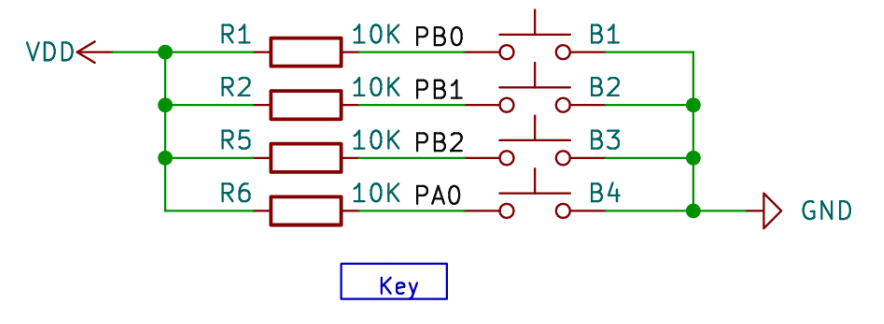 R1 10K PB0 B1
VDD
R2 10K PB1 B2
R5 10K PB2 B3
R6 10K PA0 B4
GND
Key